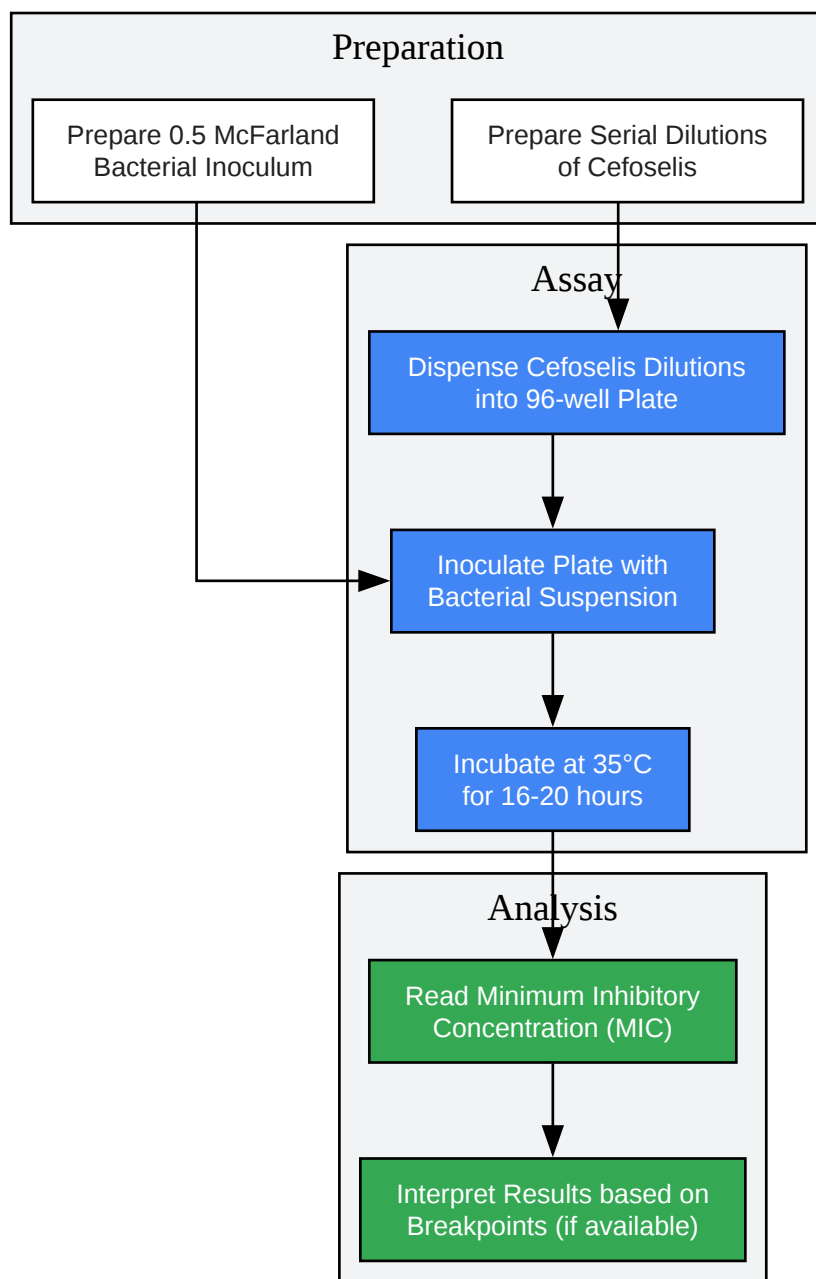 Preparation
Prepare 0.5 McFarland
Bacterial Inoculum
Prepare Serial Dilutions
of Cefoselis
Assay
Dispense Cefoselis Dilutions
into 96-well Plate
Inoculate Plate with
Bacterial Suspension
Incubate at 35°C
for 16-20 hours
Analysis
Read Minimum Inhibitory
Concentration (MIC)
Interpret Results based on
Breakpoints (if available)